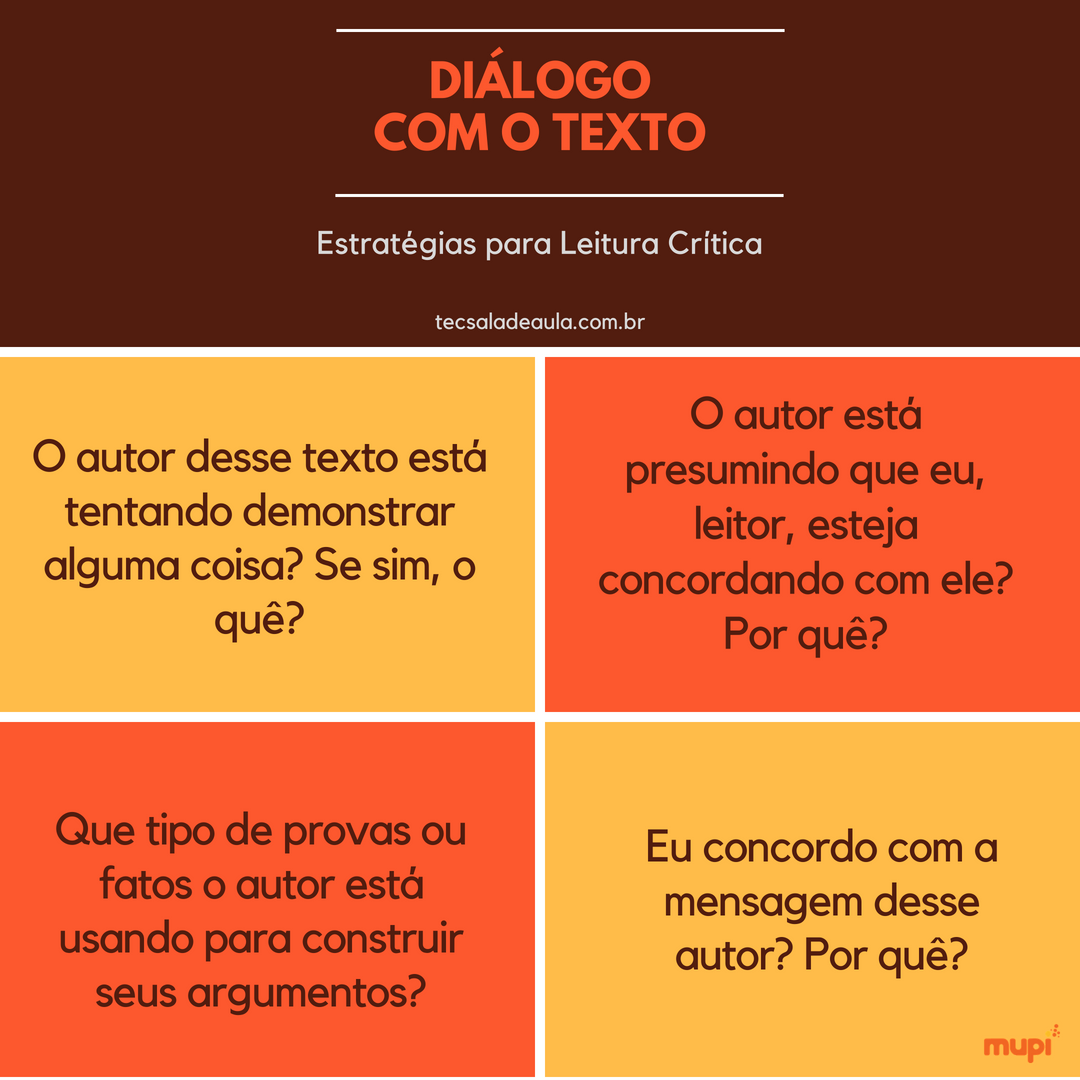 DIÁLOGO
COM O TEXTO
Estratégias para Leitura Crítica
tecsaladeaula.com.br
O autor desse texto está
tentando demonstrar
alguma coisa? Se sim, o
quê?
O autor está
presumindo que eu,
leitor, esteja
concordando com ele?
Por quê?
Que tipo de provas ou
fatos o autor está
usando para construir
seus argumentos?
Eu concordo com a
mensagem desse
autor? Por quê?
mupi